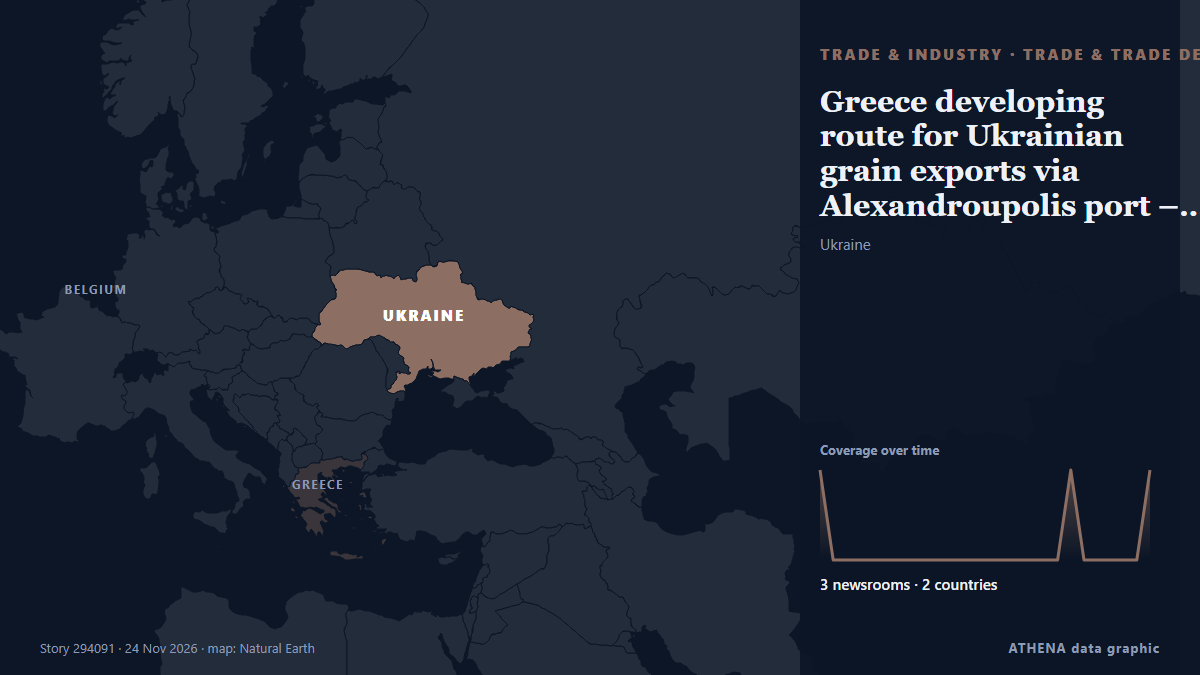 TRADE & INDUSTRY · TRADE & TRADE DE
Greece developing
route for Ukrainian
grain exports via
Alexandroupolis port —...
Ukraine
BELGIUM
UKRAINE
GREECE
Coverage over time
3 newsrooms · 2 countries
Story 294091 · 24 Nov 2026 · map: Natural Earth
ATHENA data graphic